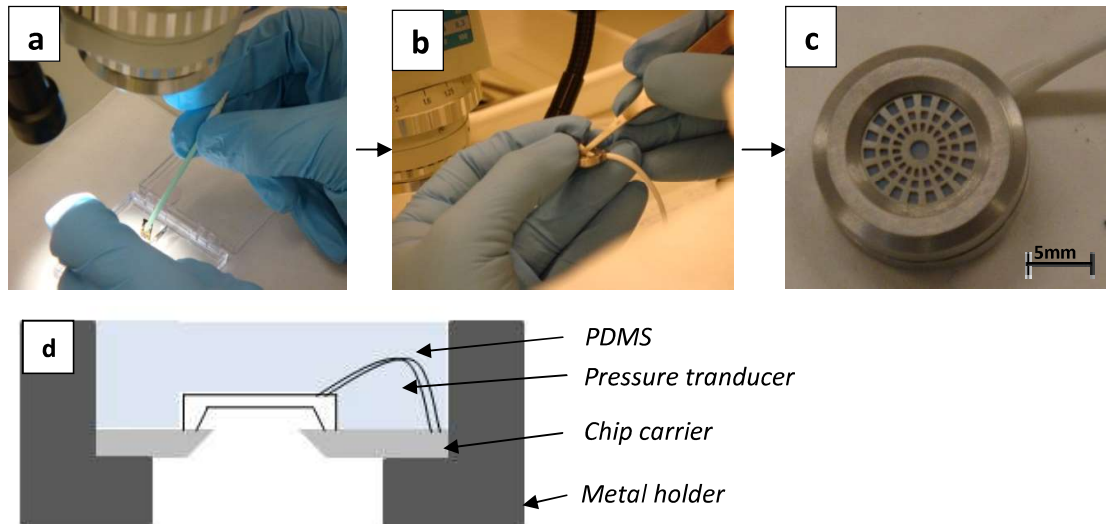 a
b
c
5mm
d
PDMS
Pressure tranducer
Chip carrier
Metal holder